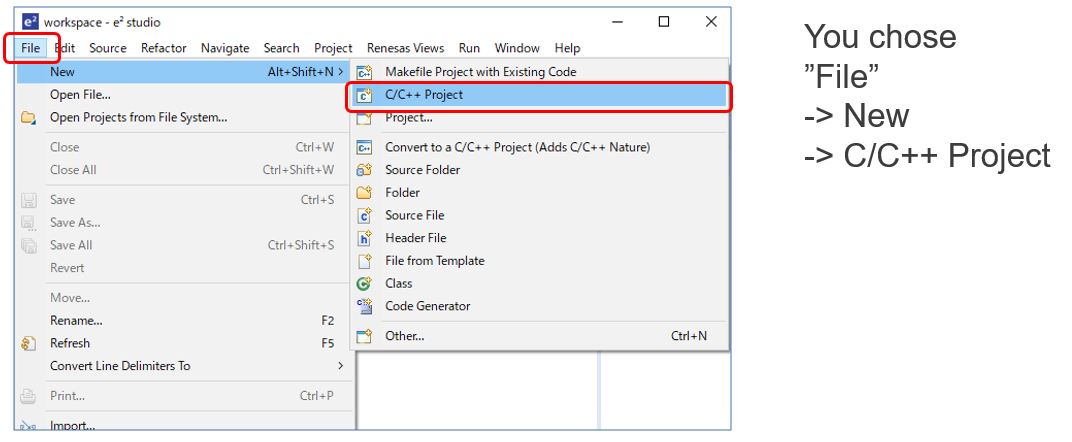 e² workspace - e² studio
File Edit Source Refactor Navigate Search Project Renesas Views Run Window Help
New Alt+Shift+N >
Open File...
Open Projects from File System...
Close Ctrl+W
Close All Ctrl+Shift+W
Save Ctrl+S
Save As...
Save All Ctrl+Shift+S
Revert
Move...
Rename... F2
Refresh F5
Convert Line Delimiters To >
Print... Ctrl+P
Import...
Makefile Project with Existing Code
C/C++ Project
Project...
Convert to a C/C++ Project (Adds C/C++ Nature)
Source Folder
Folder
Source File
Header File
File from Template
Class
Code Generator
Other... Ctrl+N
You chose
”File”
-> New
-> C/C++ Project